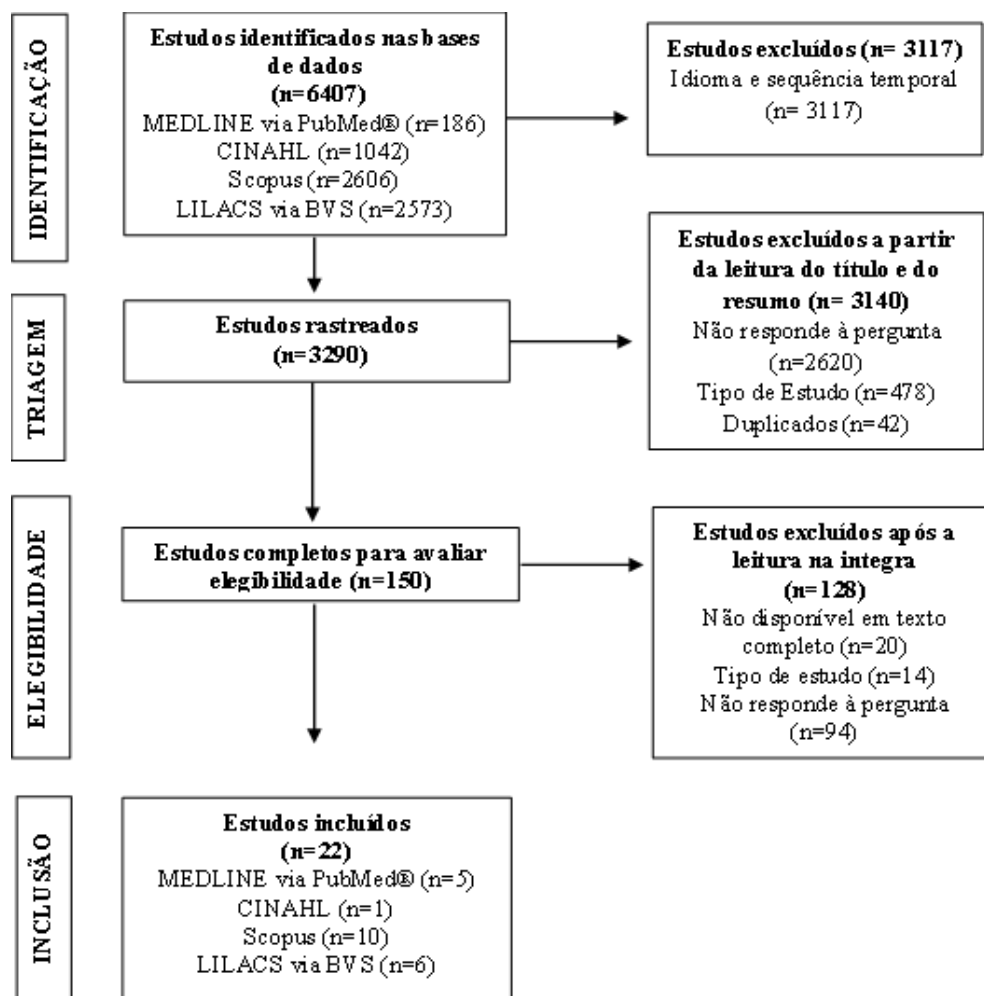 IDENTIFICAÇÃO
Estudos identificados nas bases
de dados
(n=6407)
MEDLINE via PubMed® (n=186)
CINAHL (n=1042)
Scopus (n=2606)
LILACS via BVS (n=2573)
Estudos excluídos (n= 3117)
Idioma e sequência temporal
(n= 3117)
TRIAGEM
Estudos rastreados
(n=3290)
Estudos excluídos a partir
da leitura do título e do
resumo (n= 3140)
Não responde à pergunta
(n=2620)
Tipo de Estudo (n=478)
Duplicados (n=42)
ELEGIBILIDADE
Estudos completos para avaliar
elegibilidade (n=150)
Estudos excluídos após a
leitura na integra
(n=128)
Não disponível em texto
completo (n=20)
Tipo de estudo (n=14)
Não responde à pergunta
(n=94)
INCLUSÃO
Estudos incluídos
(n=22)
MEDLINE via PubMed® (n=5)
CINAHL (n=1)
Scopus (n=10)
LILACS via BVS (n=6)